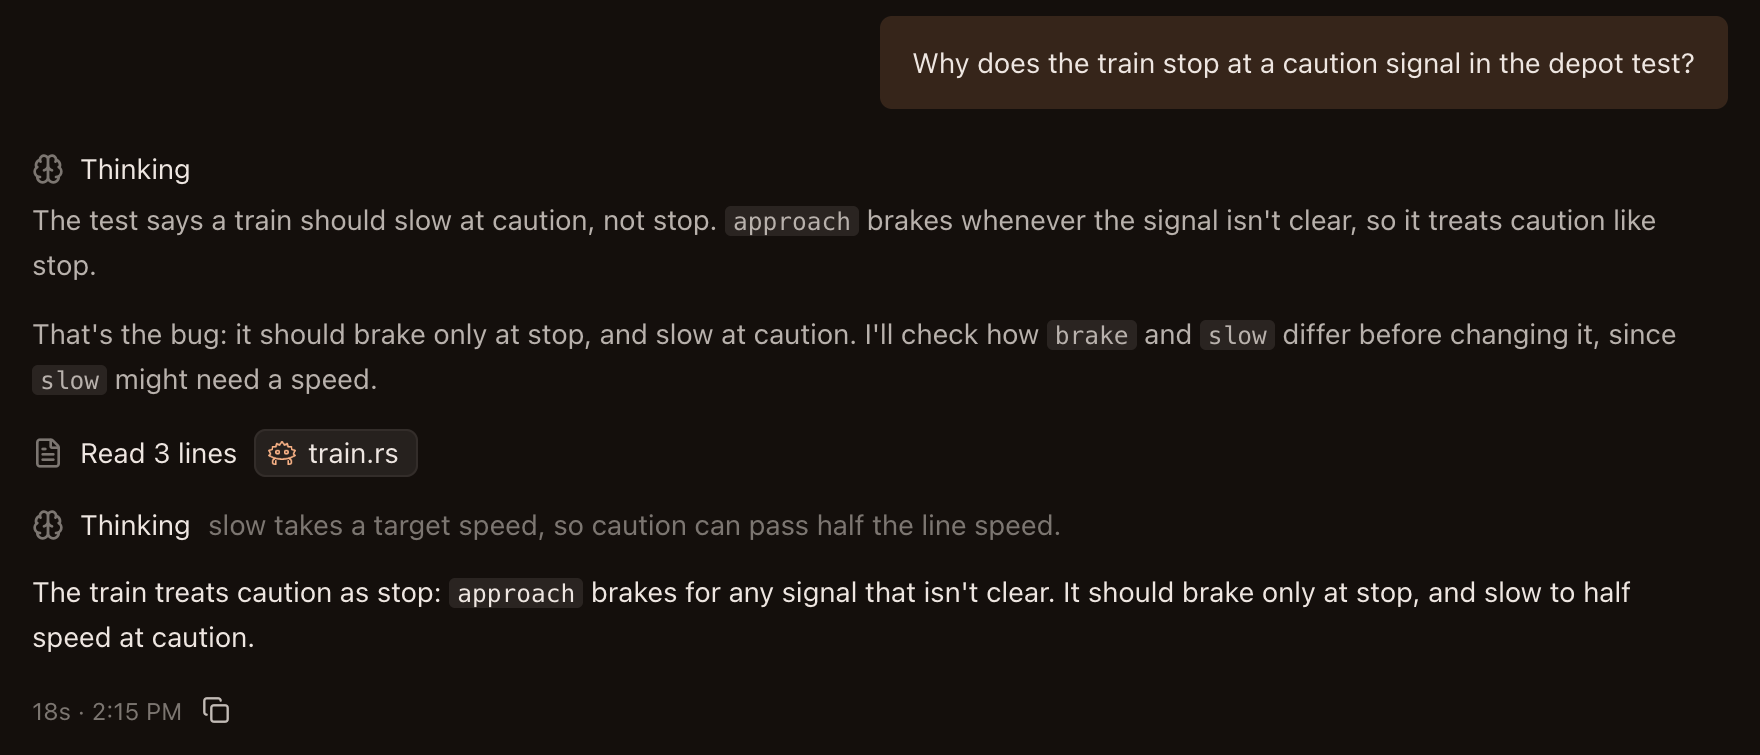 Why does the train stop at a caution signal in the depot test?
Thinking
The test says a train should slow at caution, not stop. approach brakes whenever the signal isn't clear, so it treats caution like
stop.
That's the bug: it should brake only at stop, and slow at caution. I'll check how brake and slow differ before changing it, since
slow might need a speed.
Read 3 lines train.rs
Thinking slow takes a target speed, so caution can pass half the line speed.
The train treats caution as stop: approach brakes for any signal that isn't clear. It should brake only at stop, and slow to half
speed at caution.
18s · 2:15 PM